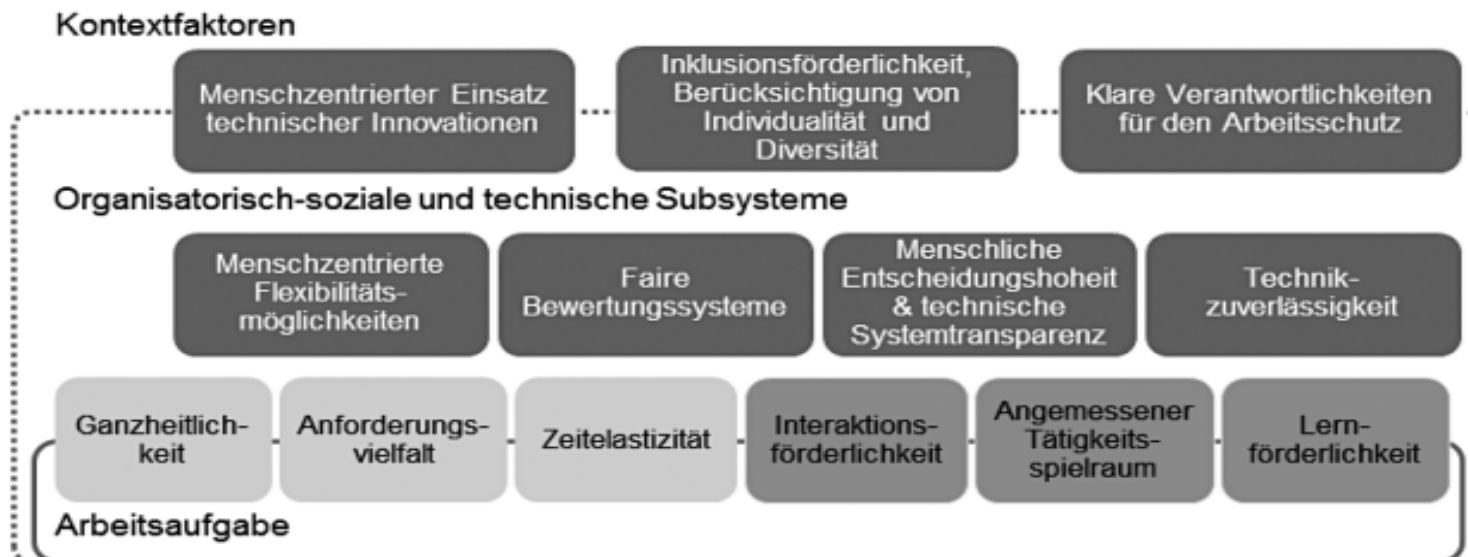 Kontextfaktoren
Menschzentrierter Einsatz
technischer Innovationen
Inklusionsförderlichkeit,
Berücksichtigung von
Individualität und
Diversität
Klare Verantwortlichkeiten
für den Arbeitsschutz
Organisatorisch-soziale und technische Subsysteme
Menschzentrierte
Flexibilitäts-
möglichkeiten
Faire
Bewertungssysteme
Menschliche
Entscheidungshoheit
& technische
Systemtransparenz
Technik-
zuverlässigkeit
Ganzheitlich-
keit
Anforderungs-
vielfalt
Zeitelastizität
Interaktions-
förderlichkeit
Angemessener
Tätigkeits-
spielraum
Lern-
förderlichkeit
Arbeitsaufgabe